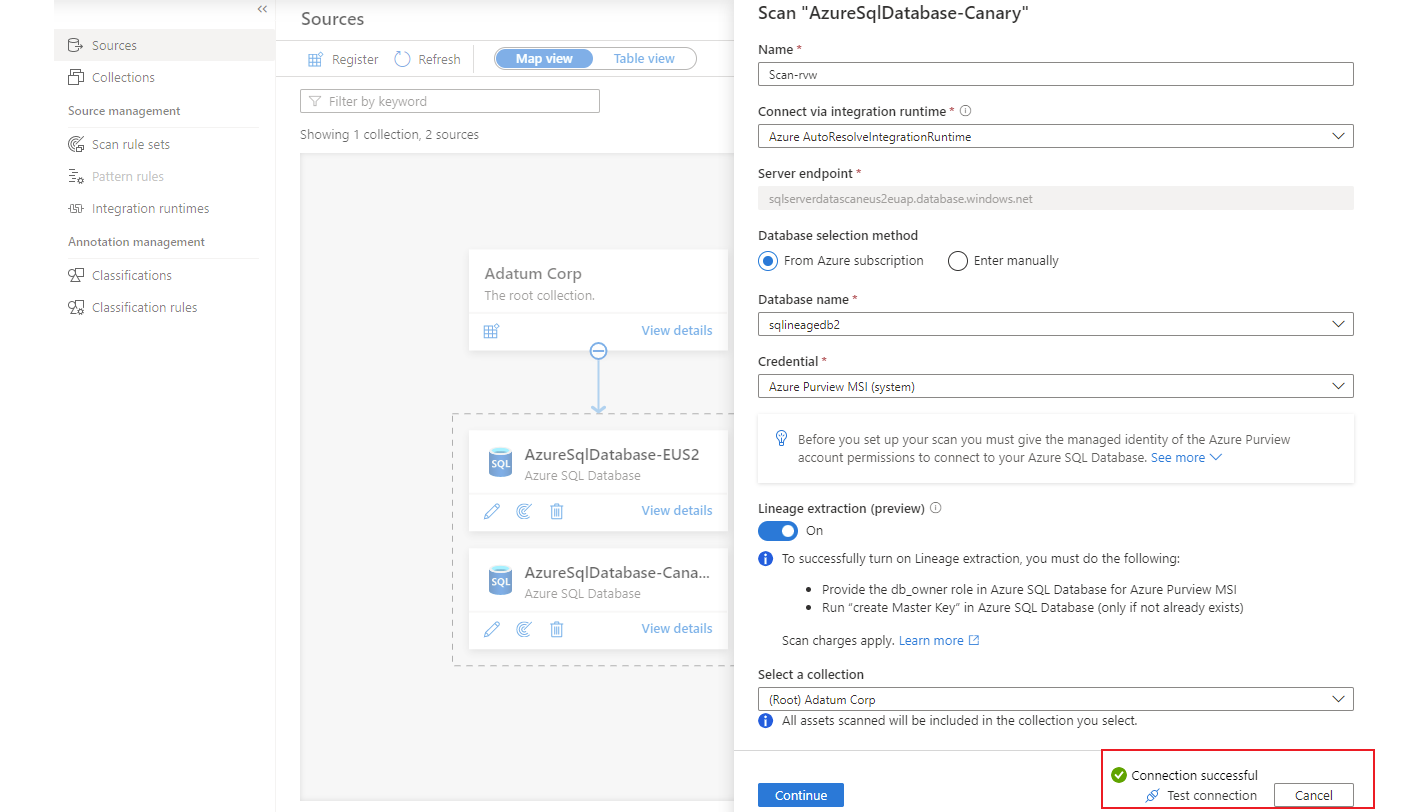 «
Sources
Collections
Source management
Scan rule sets
Pattern rules
Integration runtimes
Annotation management
Classifications
Classification rules
Sources
Register
Refresh
Map view
Table view
Filter by keyword
Showing 1 collection, 2 sources
Adatum Corp
The root collection.
View details
SQL
AzureSqlDatabase-EUS2
Azure SQL Database
View details
SQL
AzureSqlDatabase-Cana...
Azure SQL Database
View details
Scan "AzureSqlDatabase-Canary"
Name *
Scan-rvw
Connect via integration runtime *
Azure AutoResolveIntegrationRuntime
Server endpoint *
sqlserverdatascaneus2euap.database.windows.net
Database selection method
From Azure subscription
Enter manually
Database name *
sqlineagedb2
Credential *
Azure Purview MSI (system)
Before you set up your scan you must give the managed identity of the Azure Purview
account permissions to connect to your Azure SQL Database. See more
Lineage extraction (preview)
On
To successfully turn on Lineage extraction, you must do the following:
• Provide the db_owner role in Azure SQL Database for Azure Purview MSI
• Run “create Master Key” in Azure SQL Database (only if not already exists)
Scan charges apply. Learn more
Select a collection
(Root) Adatum Corp
All assets scanned will be included in the collection you select.
Connection successful
Continue
Test connection
Cancel